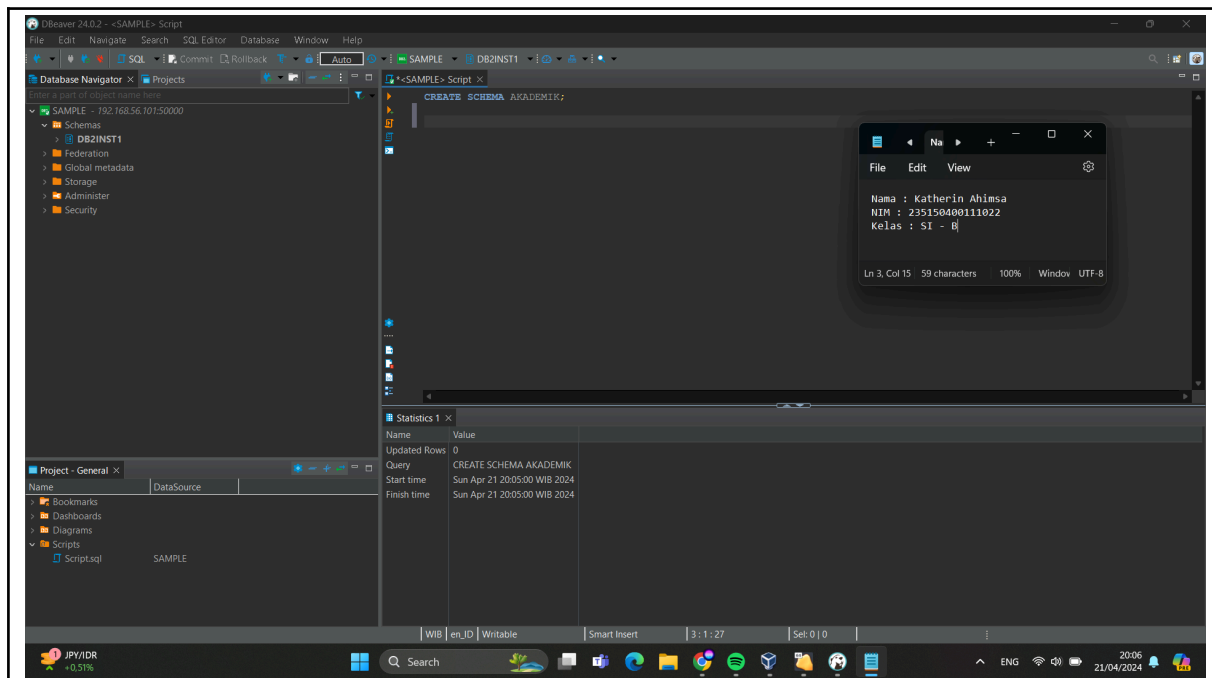 DBeaver 24.0.2 - <SAMPLE> Script
File Edit Navigate Search SQL Editor Database Window Help
SQL Commit Rollback Auto SAMPLE DB2INST1
Database Navigator Projects
Enter a part of object name here
SAMPLE - 192.168.56.101:50000
Schemas
DB2INST1
Federation
Global metadata
Storage
Administer
Security
*<SAMPLE> Script
CREATE SCHEMA AKADEMIK;
Na
File Edit View
Nama : Katherin Ahimsa
NIM : 235150400111022
Kelas : SI - B
Ln 3, Col 15 59 characters 100% Window UTF-8
Statistics 1
Name Value
Updated Rows 0
Query CREATE SCHEMA AKADEMIK
Start time Sun Apr 21 20:05:00 WIB 2024
Finish time Sun Apr 21 20:05:00 WIB 2024
Project - General
Name DataSource
Bookmarks
Dashboards
Diagrams
Scripts
Script.sql SAMPLE
WIB en_ID Writable Smart Insert 3 : 1 : 27 Sel: 0 | 0
1
JPY/IDR
+0,51%
Search
ENG
20:06
21/04/2024
PRE